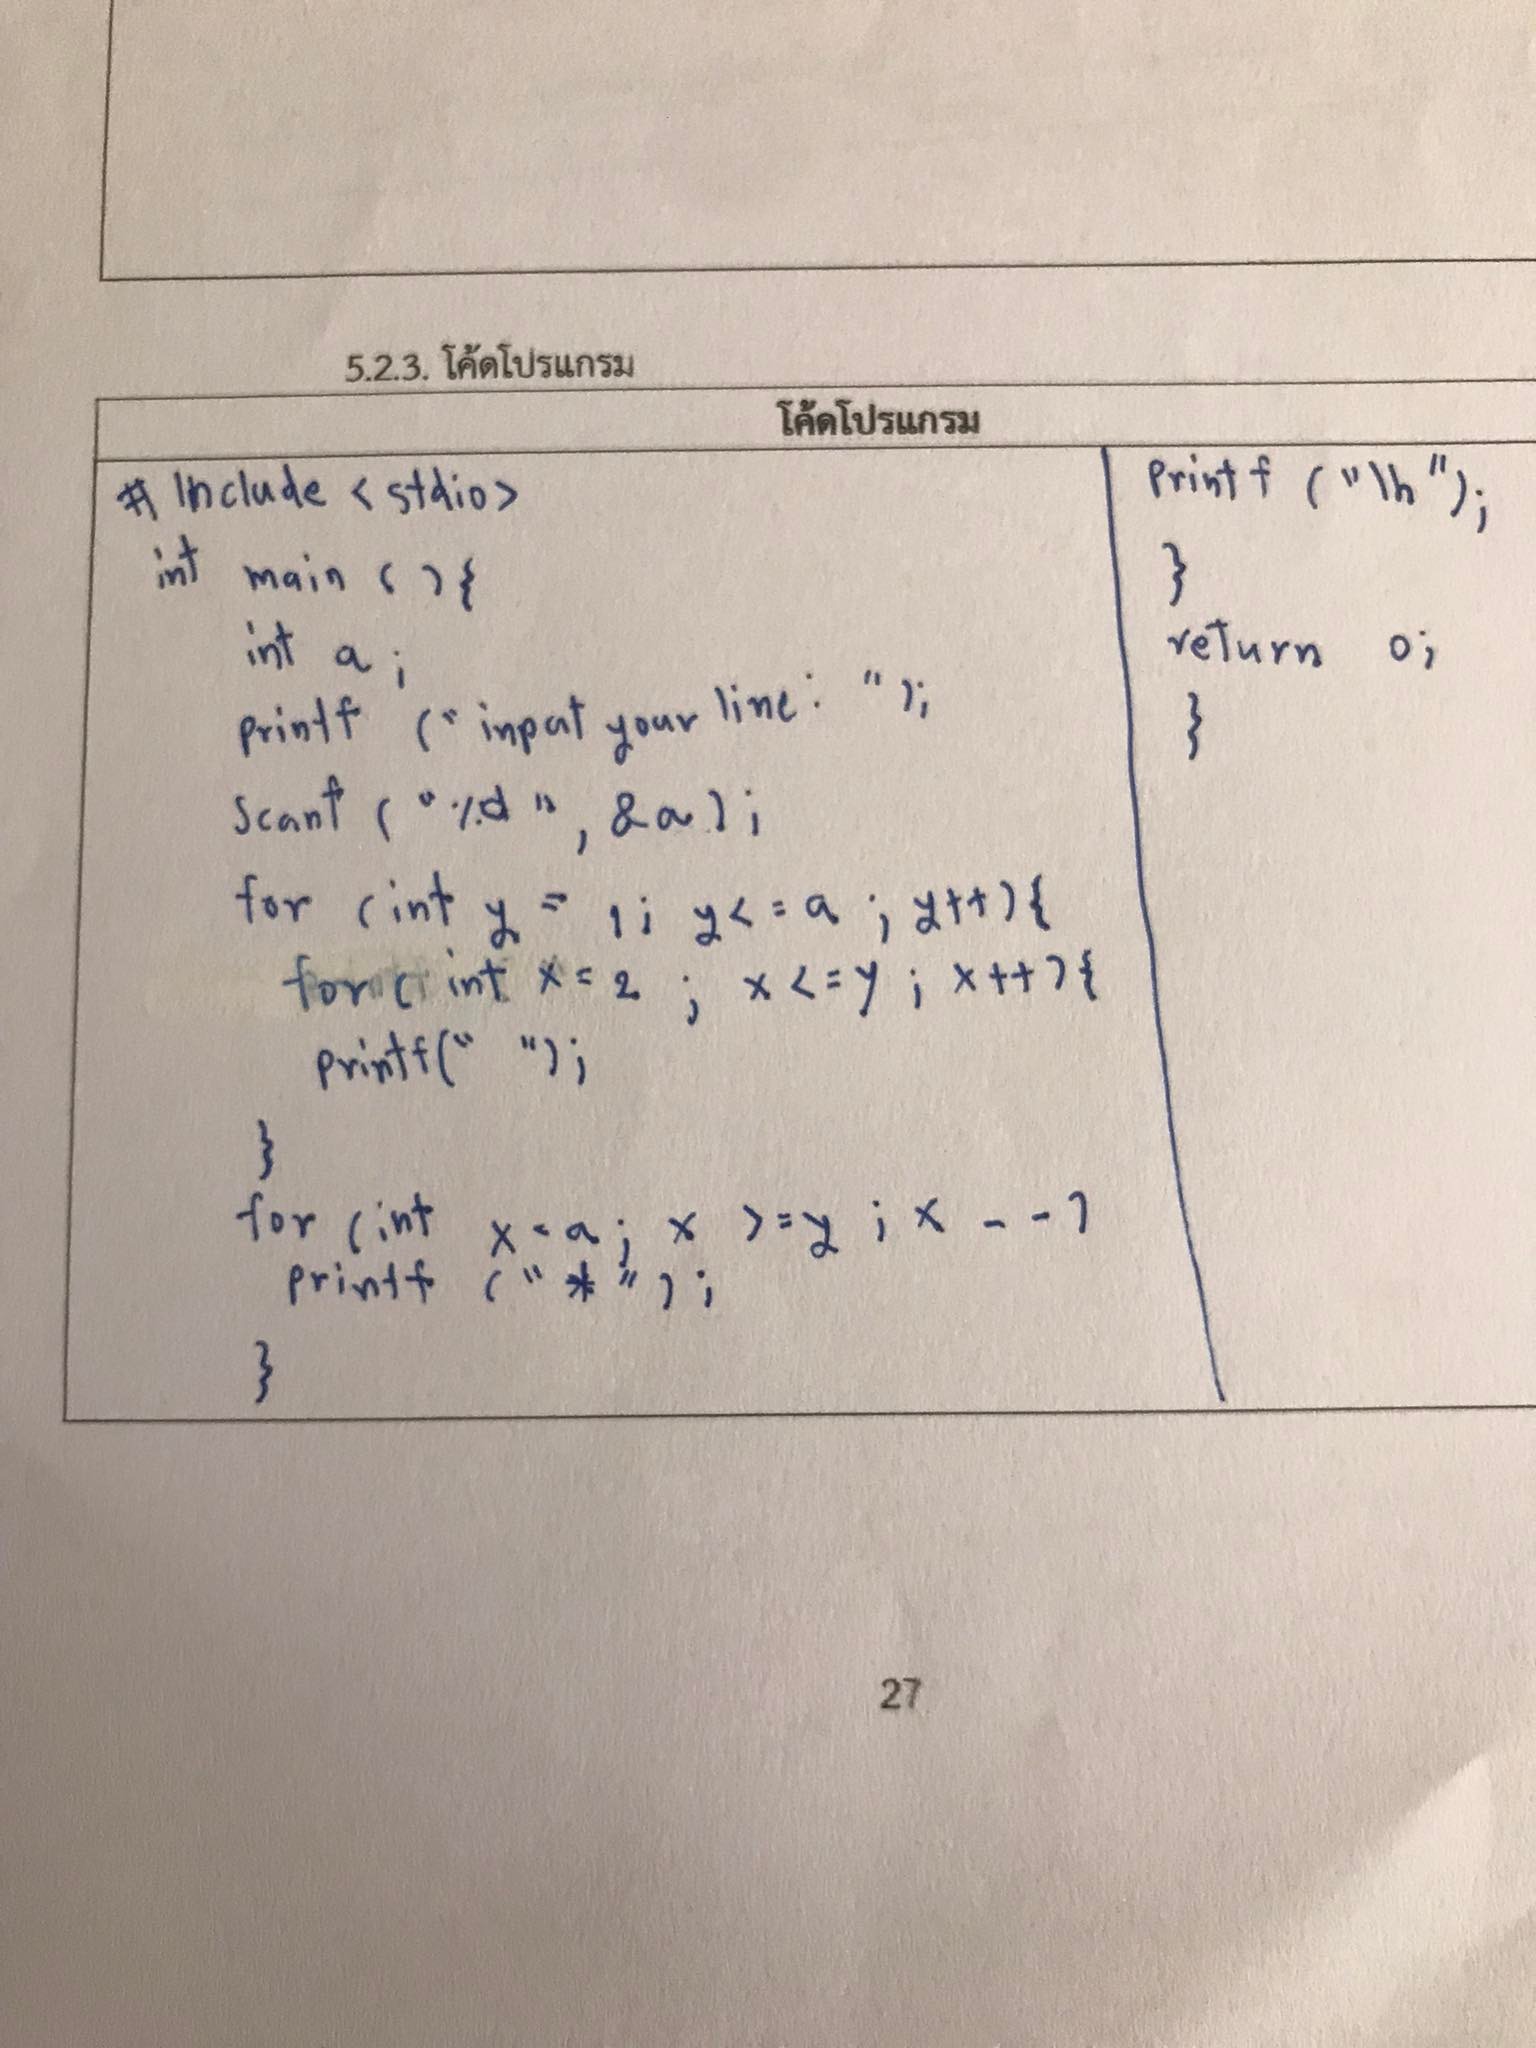 5.2.3. โค้ดโปรแกรม
โค้ดโปรแกรม
# Include <stdio>
int main ( ) {
int a ;
printf (" input your line: " );
scanf ( "%d ", &a ) ;
for ( int y = 1; y <= a ; y++ ) {
for ( int x = 2 ; x <= y ; x++ ) {
printf(" ");
}
for ( int x = a; x >= y ; x -- )
printf (" * " ) ;
}
printf ( "\n" );
}
return 0;
}
27